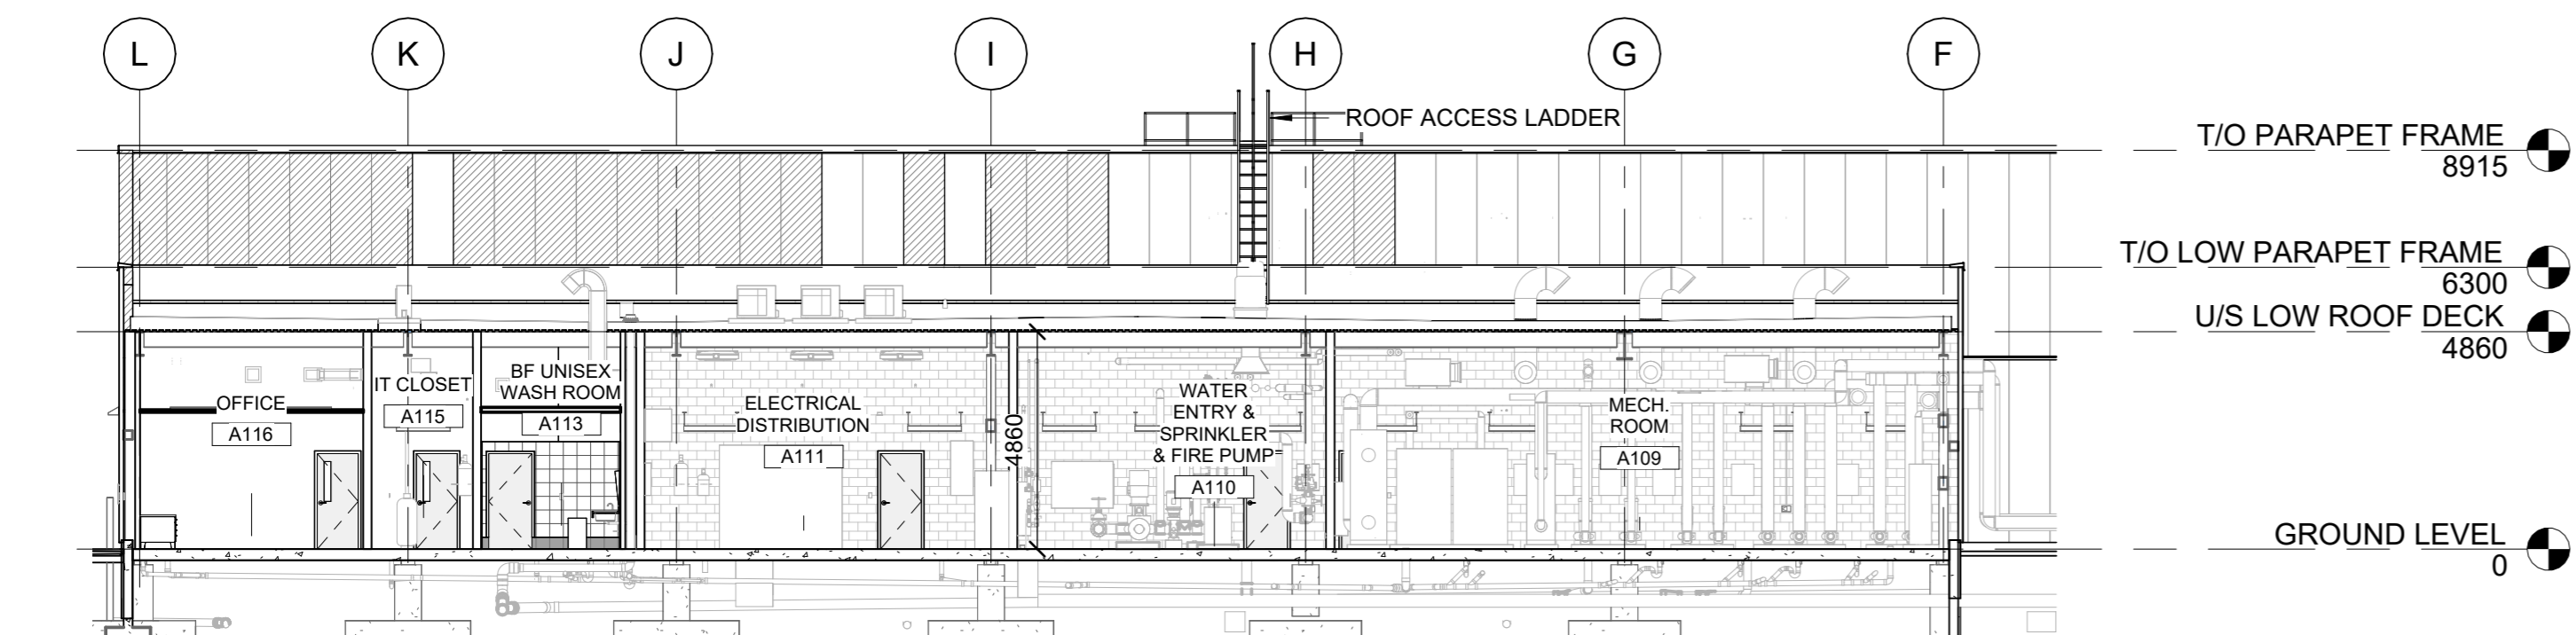 L
K
J
I
H
G
F
ROOF ACCESS LADDER
T/O PARAPET FRAME
8915
T/O LOW PARAPET FRAME
6300
U/S LOW ROOF DECK
4860
OFFICE
A116
IT CLOSET
A115
BF UNISEX
WASH ROOM
A113
ELECTRICAL
DISTRIBUTION
A111
4860
WATER
ENTRY &
SPRINKLER
& FIRE PUMP
A110
MECH.
ROOM
A109
GROUND LEVEL
0